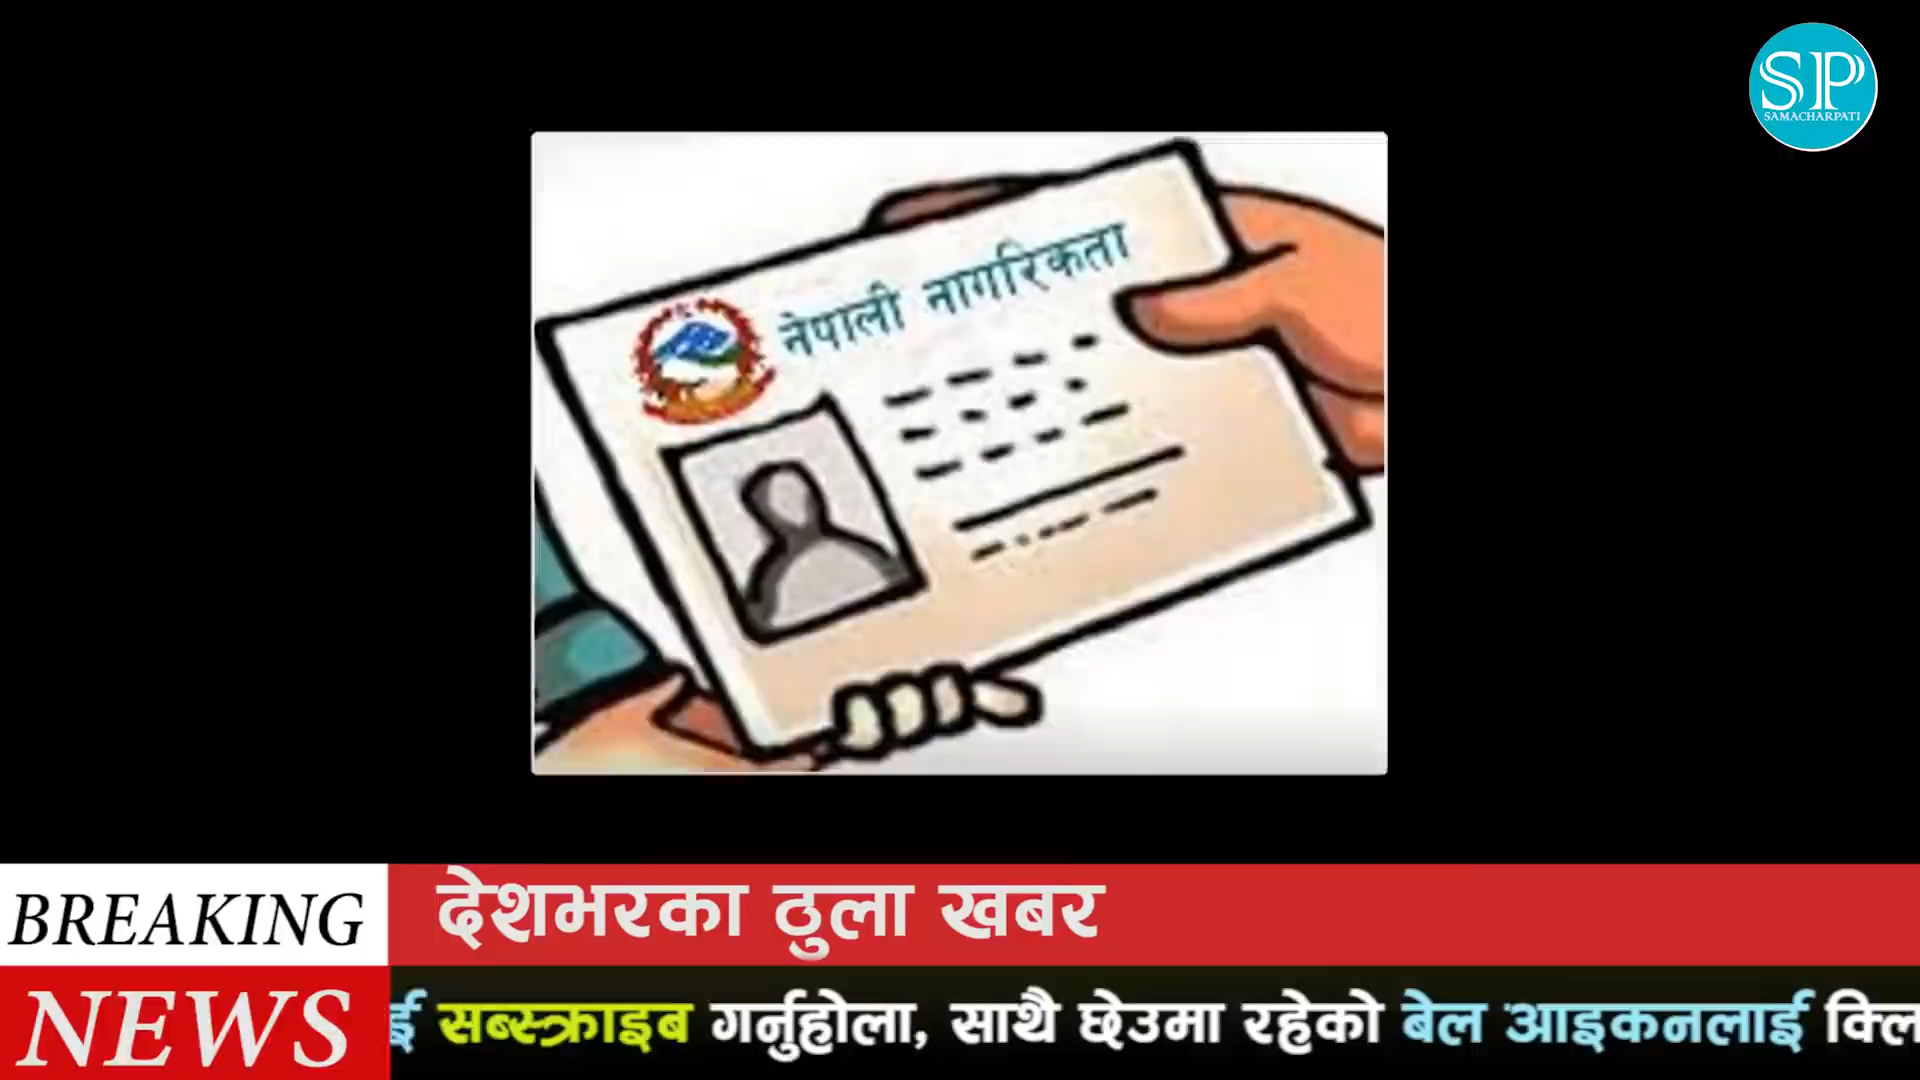 SP
SAMACHARPATI
नेपाली नागरिकता
BREAKING
देशभरका ठुला खबर
NEWS
ई सब्स्क्राइब गर्नुहोला, साथै छेउमा रहेको बेल आइकनलाई क्लि